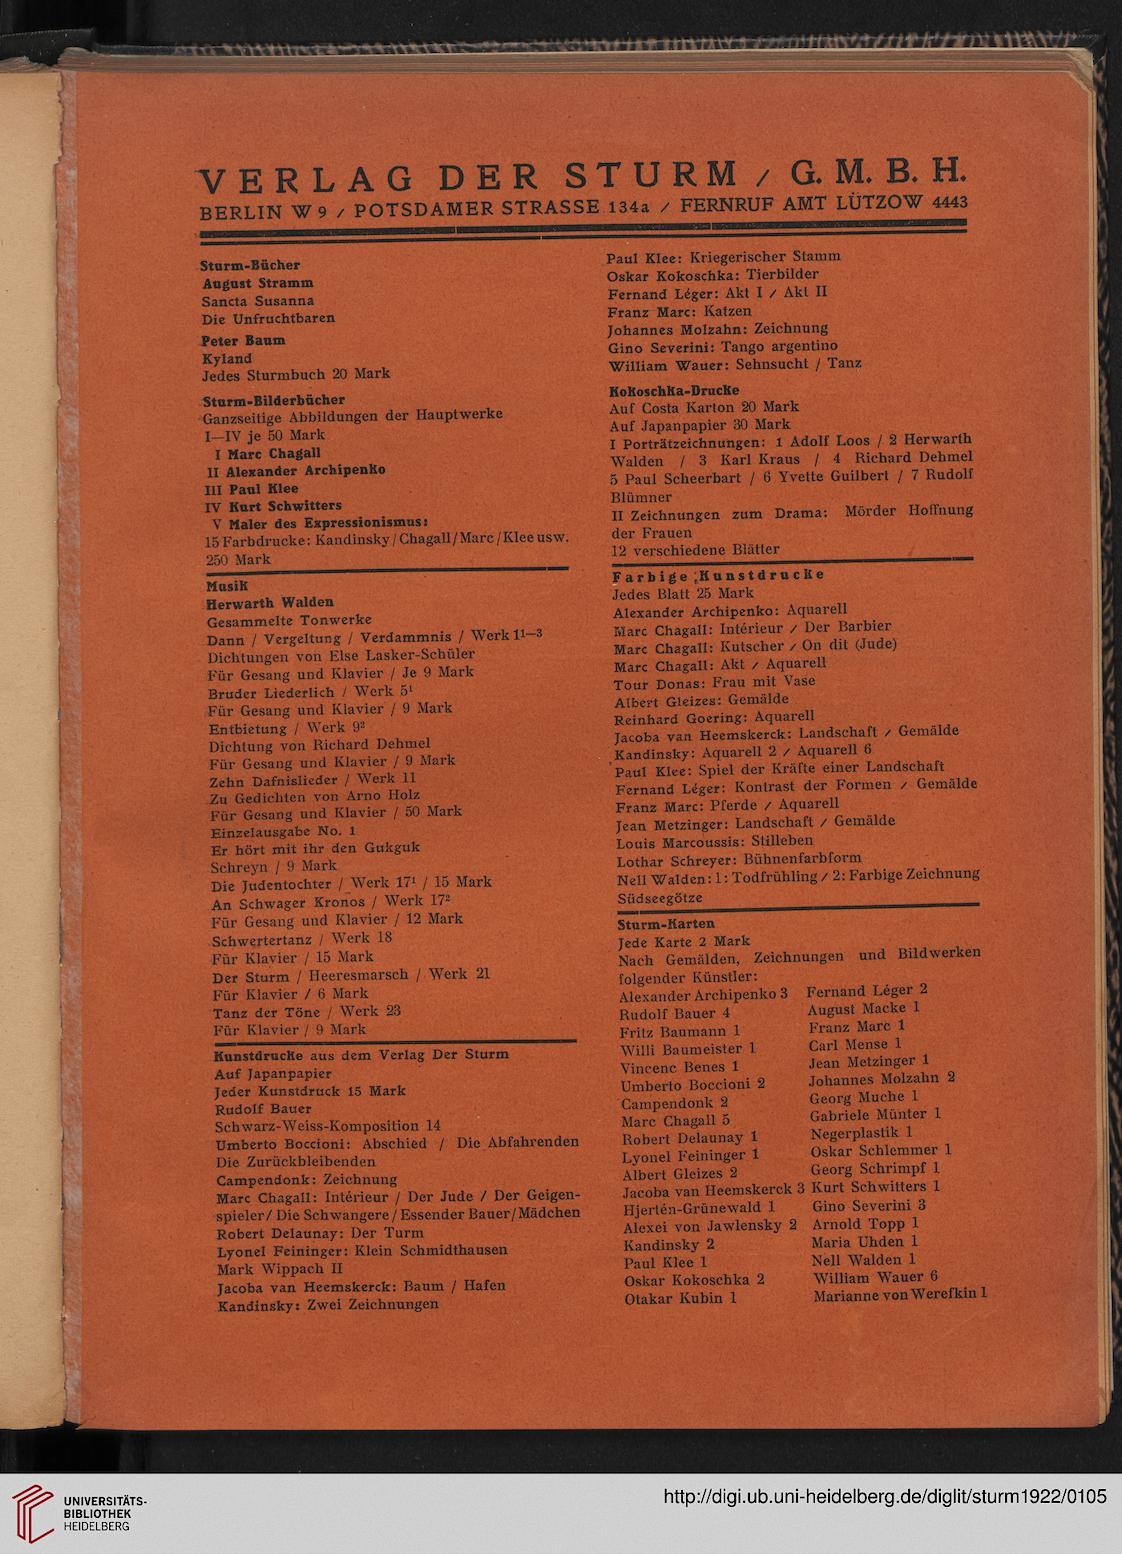 VERLAG DER STURM / G. M. B. H.
BERLIN W 9 / POTSDAMER STRASSE 134a / FERNRUF AMT LÜTZOW 4443
Sturm-Bücher
August Stramm
Sancta Susanna
Die Unfruchtbaren
Peter Baum
Kyland
Jedes Sturmbuch 20 Mark
Sturm-Bilderbücher
Ganzseitige Abbildungen der Hauptwerke
I—IV je 50 Mark
I Marc Chagall
II Alexander Archipenko
III Paul Klee
IV Kurt Schwitters
V Maler des Expressionismus:
15 Farbdrucke: Kandinsky / Chagall / Marc / Klee usw.
250 Mark
Musik
Herwarth Walden
Gesammelte Tonwerke
Dann / Vergeltung / Verdammnis / Werk 1¹—³
Dichtungen von Else Lasker-Schüler
Für Gesang und Klavier / Je 9 Mark
Bruder Liederlich / Werk 5¹
Für Gesang und Klavier / 9 Mark
Entbietung / Werk 9²
Dichtung von Richard Dehmel
Für Gesang und Klavier / 9 Mark
Zehn Dafnislieder / Werk 11
Zu Gedichten von Arno Holz
Für Gesang und Klavier / 50 Mark
Einzelausgabe No. 1
Er hört mit ihr den Gukguk
Schreyn / 9 Mark
Die Judentochter / Werk 17¹ / 15 Mark
An Schwager Kronos / Werk 17²
Für Gesang und Klavier / 12 Mark
Schwertertanz / Werk 18
Für Klavier / 15 Mark
Der Sturm / Heeresmarsch / Werk 21
Für Klavier / 6 Mark
Tanz der Töne / Werk 23
Für Klavier / 9 Mark
Kunstdrucke aus dem Verlag Der Sturm
Auf Japanpapier
Jeder Kunstdruck 15 Mark
Rudolf Bauer
Schwarz-Weiss-Komposition 14
Umberto Boccioni: Abschied / Die Abfahrenden
Die Zurückbleibenden
Campendonk: Zeichnung
Marc Chagall: Intérieur / Der Jude / Der Geigen-
spieler / Die Schwangere / Essender Bauer / Mädchen
Robert Delaunay: Der Turm
Lyonel Feininger: Klein Schmidthausen
Mark Wippach II
Jacoba van Heemskerck: Baum / Hafen
Kandinsky: Zwei Zeichnungen
Paul Klee: Kriegerischer Stamm
Oskar Kokoschka: Tierbilder
Fernand Léger: Akt I / Akt II
Franz Marc: Katzen
Johannes Molzahn: Zeichnung
Gino Severini: Tango argentino
William Wauer: Sehnsucht / Tanz
Kokoschka-Drucke
Auf Costa Karton 20 Mark
Auf Japanpapier 30 Mark
I Porträtzeichnungen: 1 Adolf Loos / 2 Herwarth
Walden / 3 Karl Kraus / 4 Richard Dehmel
5 Paul Scheerbart / 6 Yvette Guilbert / 7 Rudolf
Blümner
II Zeichnungen zum Drama: Mörder Hoffnung
der Frauen
12 verschiedene Blätter
Farbige Kunstdrucke
Jedes Blatt 25 Mark
Alexander Archipenko: Aquarell
Marc Chagall: Intérieur / Der Barbier
Marc Chagall: Kutscher / On dit (Jude)
Marc Chagall: Akt / Aquarell
Tour Donas: Frau mit Vase
Albert Gleizes: Gemälde
Reinhard Goering: Aquarell
Jacoba van Heemskerck: Landschaft / Gemälde
Kandinsky: Aquarell 2 / Aquarell 6
Paul Klee: Spiel der Kräfte einer Landschaft
Fernand Léger: Kontrast der Formen / Gemälde
Franz Marc: Pferde / Aquarell
Jean Metzinger: Landschaft / Gemälde
Louis Marcoussis: Stilleben
Lothar Schreyer: Bühnenfarbform
Nell Walden: 1: Todfrühling / 2: Farbige Zeichnung
Südseegötze
Sturm-Karten
Jede Karte 2 Mark
Nach Gemälden, Zeichnungen und Bildwerken
folgender Künstler:
Alexander Archipenko 3
Rudolf Bauer 4
Fritz Baumann 1
Willi Baumeister 1
Vincenc Benes 1
Umberto Boccioni 2
Campendonk 2
Marc Chagall 5
Robert Delaunay 1
Lyonel Feininger 1
Albert Gleizes 2
Jacoba van Heemskerck 3
Hjertén-Grünewald 1
Alexei von Jawlensky 2
Kandinsky 2
Paul Klee 1
Oskar Kokoschka 2
Otakar Kubin 1
Fernand Léger 2
August Macke 1
Franz Marc 1
Carl Mense 1
Jean Metzinger 1
Johannes Molzahn 2
Georg Muche 1
Gabriele Münter 1
Negerplastik 1
Oskar Schlemmer 1
Georg Schrimpf 1
Kurt Schwitters 1
Gino Severini 3
Arnold Topp 1
Maria Uhden 1
Nell Walden 1
William Wauer 6
Marianne von Werefkin 1
UNIVERSITÄTS-
BIBLIOTHEK
HEIDELBERG
http://digi.ub.uni-heidelberg.de/diglit/sturm1922/0105